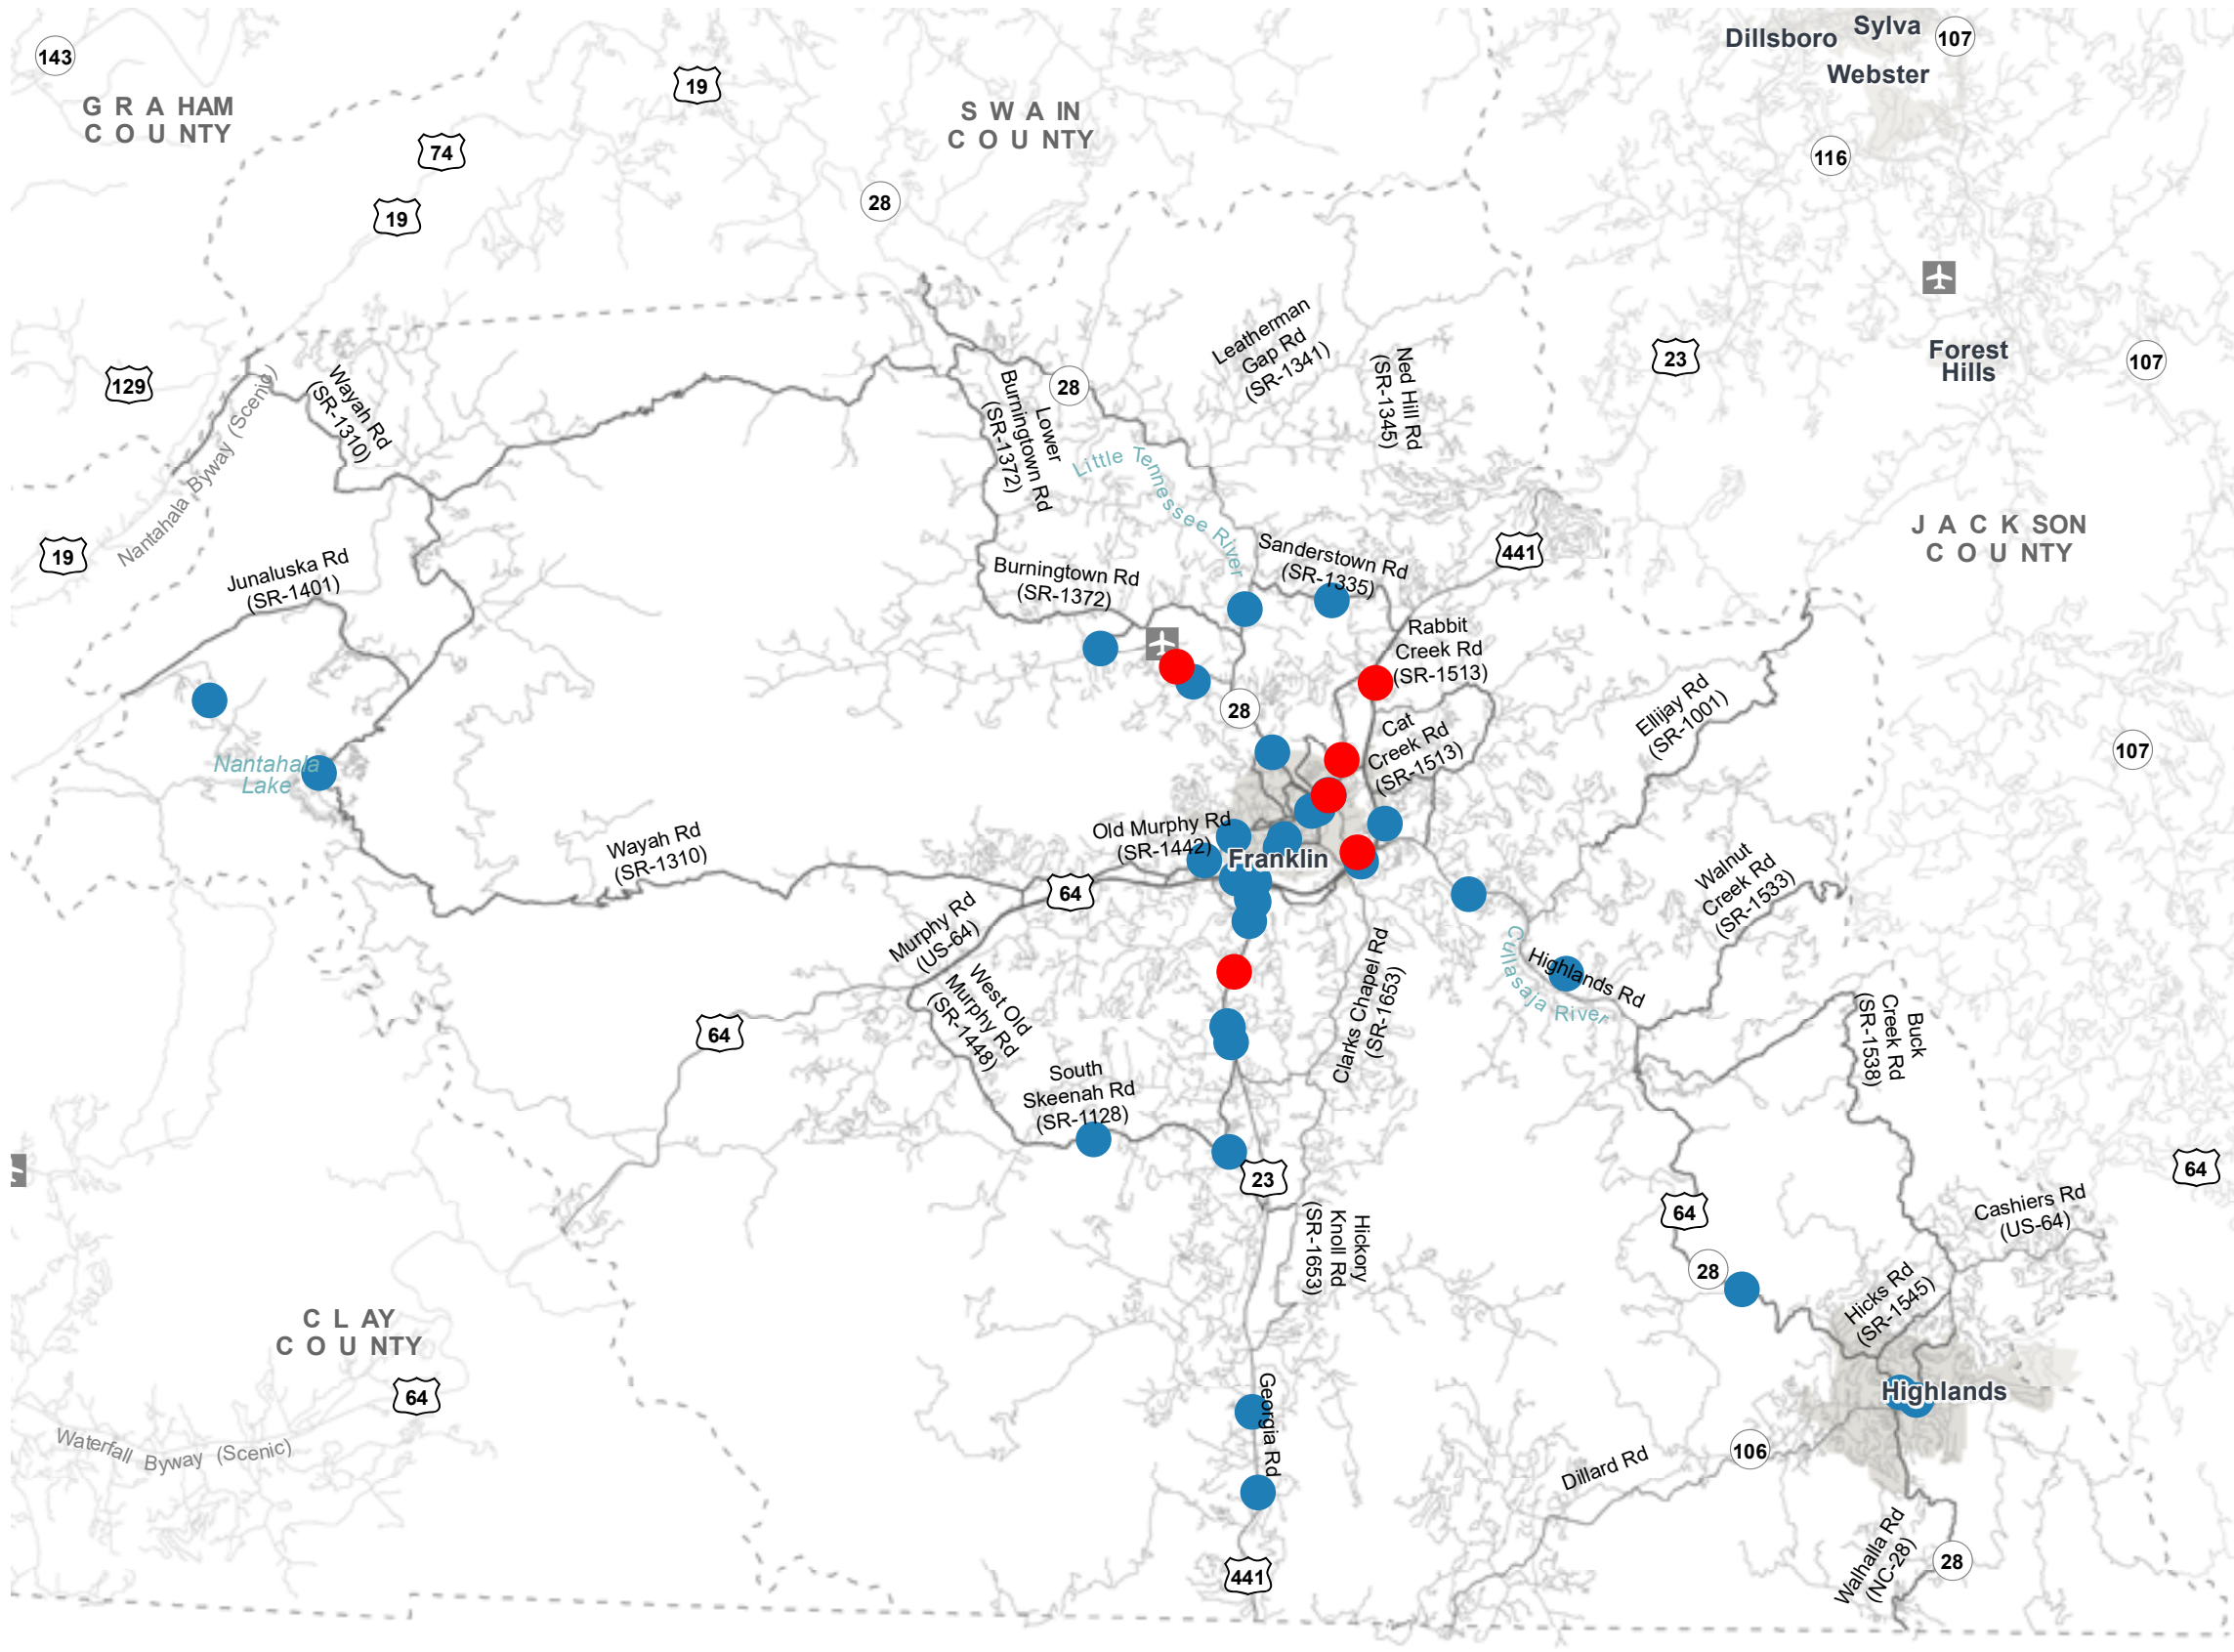 Dillsboro
Sylva
107
Webster
143
G R A HAM
C O U NTY
19
S W A IN
C O U NTY
74
116
19
28
Leatherman
Gap Rd
(SR-1341)
Ned Hill Rd
(SR-1345)
23
Forest
Hills
107
129
Wayah Rd
(SR-1310)
Nantahala Byway (Scenic)
28
Lower
Burningtown Rd
(SR-1372)
Little Tennessee River
19
Junaluska Rd
(SR-1401)
Burningtown Rd
(SR-1372)
Sanderstown Rd
(SR-1335)
441
J A C K SON
C O U NTY
Rabbit
Creek Rd
(SR-1513)
28
Cat
Creek Rd
(SR-1513)
Ellijay Rd
(SR-1001)
107
Nantahala
Lake
Wayah Rd
(SR-1310)
Old Murphy Rd
(SR-1442)
Franklin
64
Walnut
Creek Rd
(SR-1533)
Murphy Rd
(US-64)
West Old
Murphy Rd
(SR-1448)
64
Clarks Chapel Rd
(SR-1653)
Cullasaja River
Highlands Rd
Buck
Creek Rd
(SR-1538)
South
Skeenah Rd
(SR-1128)
23
64
64
Cashiers Rd
(US-64)
Hickory
Knoll Rd
(SR-1653)
28
Hicks Rd
(SR-1545)
C L AY
C O U NTY
64
Highlands
Georgia Rd
Waterfall Byway (Scenic)
106
Dillard Rd
Walhalla Rd
(NC-28)
28
441